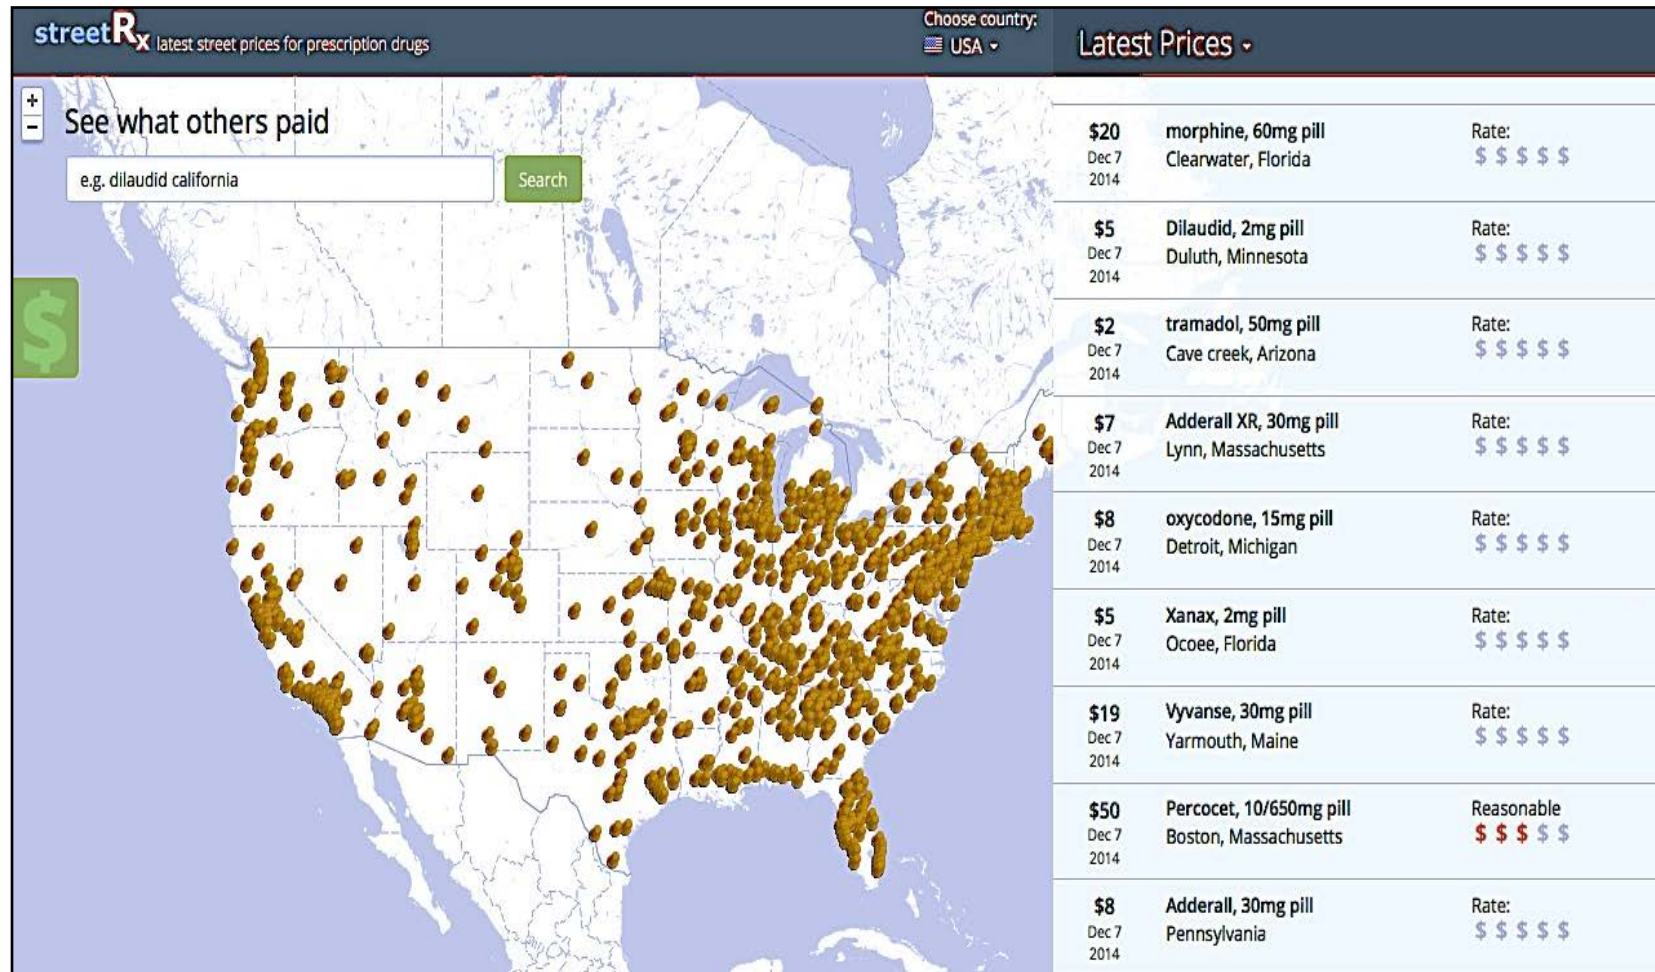 streetRx latest street prices for prescription drugs
Choose country:
USA
Latest Prices
+
-
See what others paid
e.g. dilaudid california
Search
$
$20 morphine, 60mg pill Rate:
Dec 7 Clearwater, Florida $ $ $ $ $
2014
$5 Dilaudid, 2mg pill Rate:
Dec 7 Duluth, Minnesota $ $ $ $ $
2014
$2 tramadol, 50mg pill Rate:
Dec 7 Cave creek, Arizona $ $ $ $ $
2014
$7 Adderall XR, 30mg pill Rate:
Dec 7 Lynn, Massachusetts $ $ $ $ $
2014
$8 oxycodone, 15mg pill Rate:
Dec 7 Detroit, Michigan $ $ $ $ $
2014
$5 Xanax, 2mg pill Rate:
Dec 7 Ocoee, Florida $ $ $ $ $
2014
$19 Vyvanse, 30mg pill Rate:
Dec 7 Yarmouth, Maine $ $ $ $ $
2014
$50 Percocet, 10/650mg pill Reasonable
Dec 7 Boston, Massachusetts $ $ $ $ $
2014
$8 Adderall, 30mg pill Rate:
Dec 7 Pennsylvania $ $ $ $ $
2014